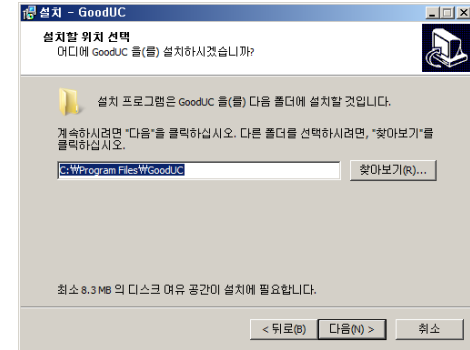 설치 - GoodUC
설치할 위치 선택
어디에 GoodUC 을(를) 설치하시겠습니까?
설치 프로그램은 GoodUC 을(를) 다음 폴더에 설치할 것입니다.
계속하시려면 "다음"을 클릭하십시오. 다른 폴더를 선택하시려면, "찾아보기"를
클릭하십시오.
C:₩Program Files₩GoodUC
찾아보기(R)...
최소 8.3 MB 의 디스크 여유 공간이 설치에 필요합니다.
< 뒤로(B)
다음(N) >
취소